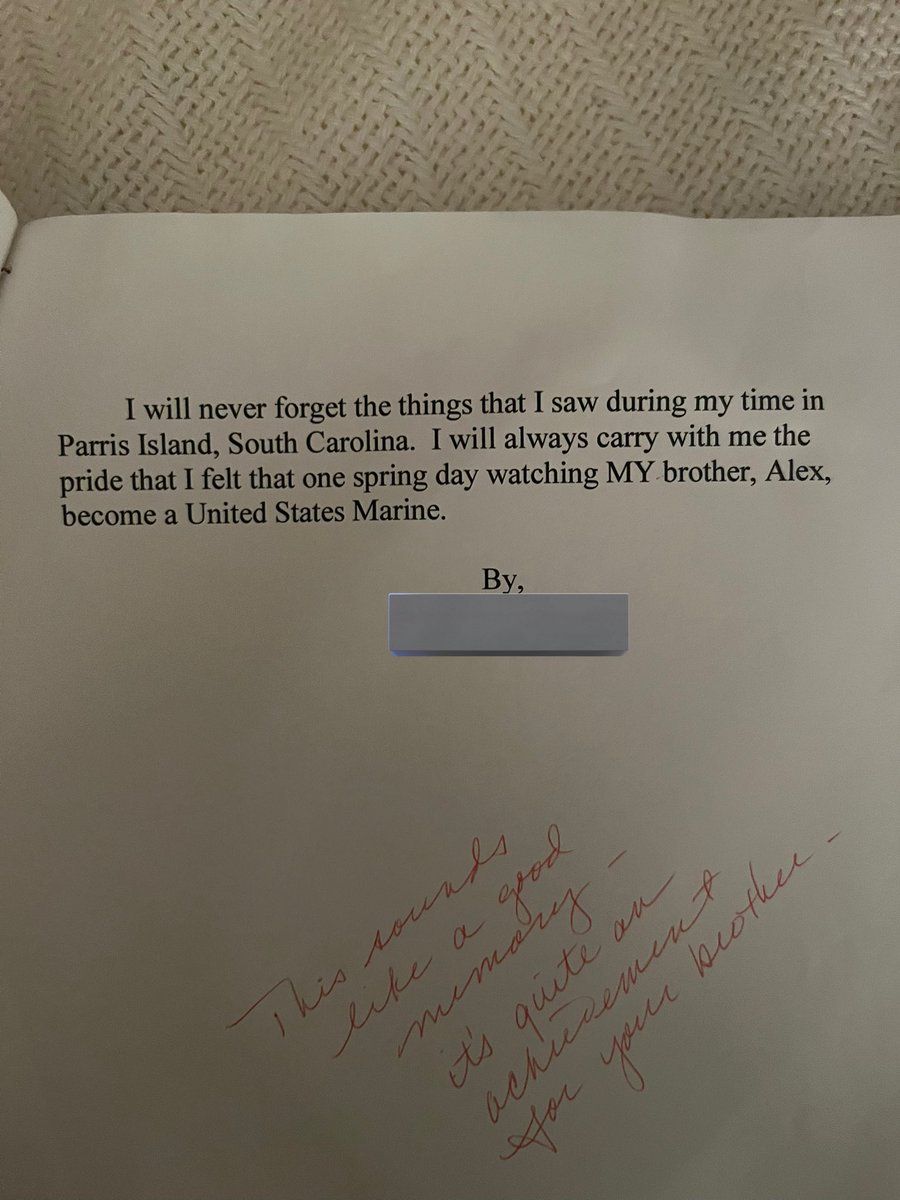 I will never forget the things that I saw during my time in
Parris Island, South Carolina.  I will always carry with me the
pride that I felt that one spring day watching MY brother, Alex,
become a United States Marine.
By,
This sounds
like a good
memory –
it's quite an
achievement
for your brother –